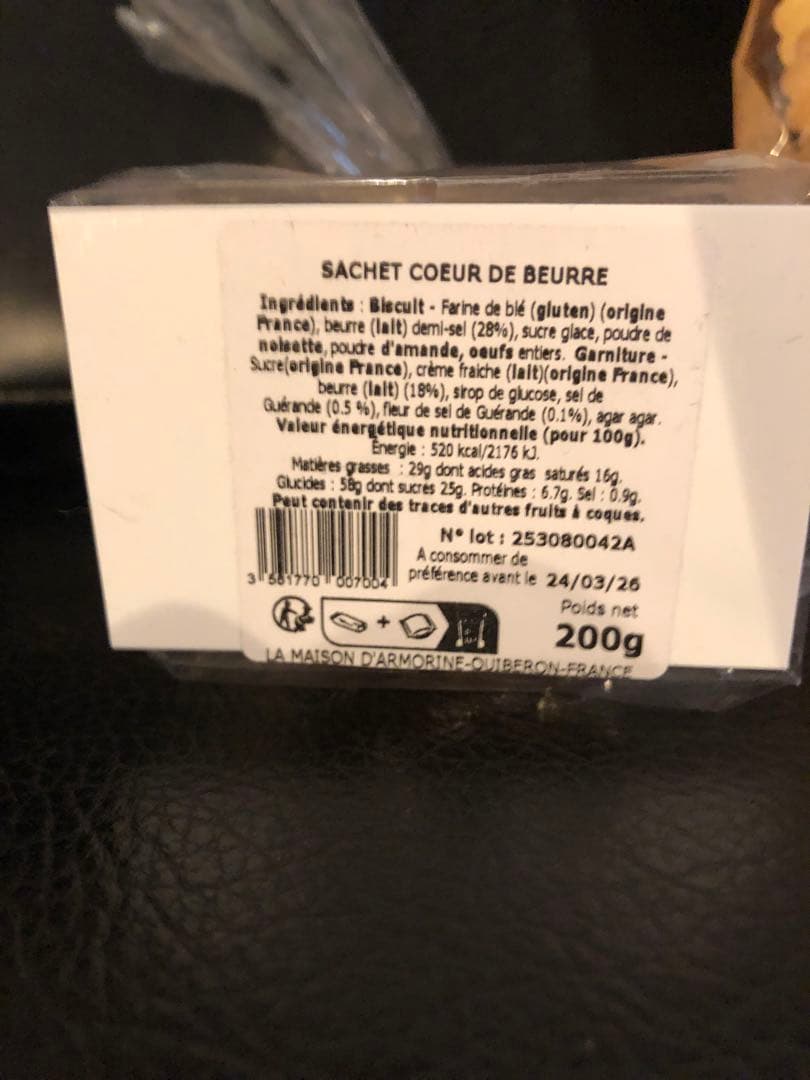 SACHET COEUR DE BEURRE
Ingrédients : Biscuit - Farine de blé (gluten) (origine
France), beurre (lait) demi-sel (28%), sucre glace, poudre de
noisette, poudre d'amande, oeufs entiers. Garniture -
Sucre(origine France), crème fraiche (lait)(origine France),
beurre (lait) (18%), sirop de glucose, sel de
Guérande (0.5 %), fleur de sel de Guérande (0.1%), agar agar.
Valeur énergétique nutritionnelle (pour 100g).
Énergie : 520 kcal/2176 kJ.
Matières grasses : 29g dont acides gras saturés 16g.
Glucides : 58g dont sucres 25g. Protéines : 6.7g. Sel : 0.9g.
Peut contenir des traces d'autres fruits à coques.
N° lot : 253080042A
A consommer de
préférence avant le 24/03/26
3 561770 007004
Poids net
200g
LA MAISON D'ARMORINE-QUIBERON-FRANCE